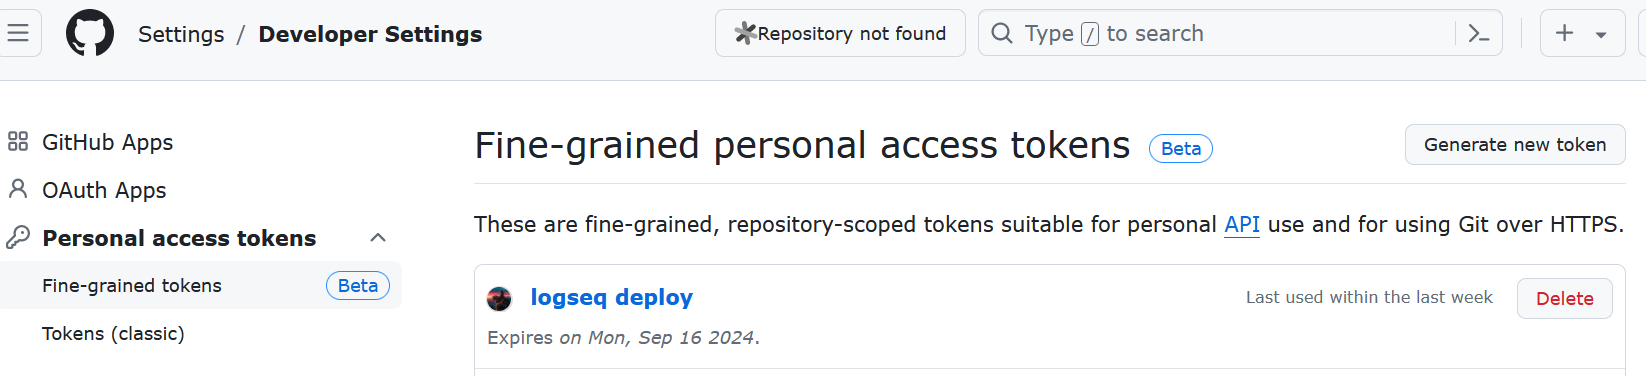 Settings / Developer Settings
Repository not found
Type / to search
GitHub Apps
OAuth Apps
Personal access tokens
Fine-grained tokens Beta
Tokens (classic)
Fine-grained personal access tokens Beta
Generate new token
These are fine-grained, repository-scoped tokens suitable for personal API use and for using Git over HTTPS.
logseq deploy
Last used within the last week
Delete
Expires on Mon, Sep 16 2024.